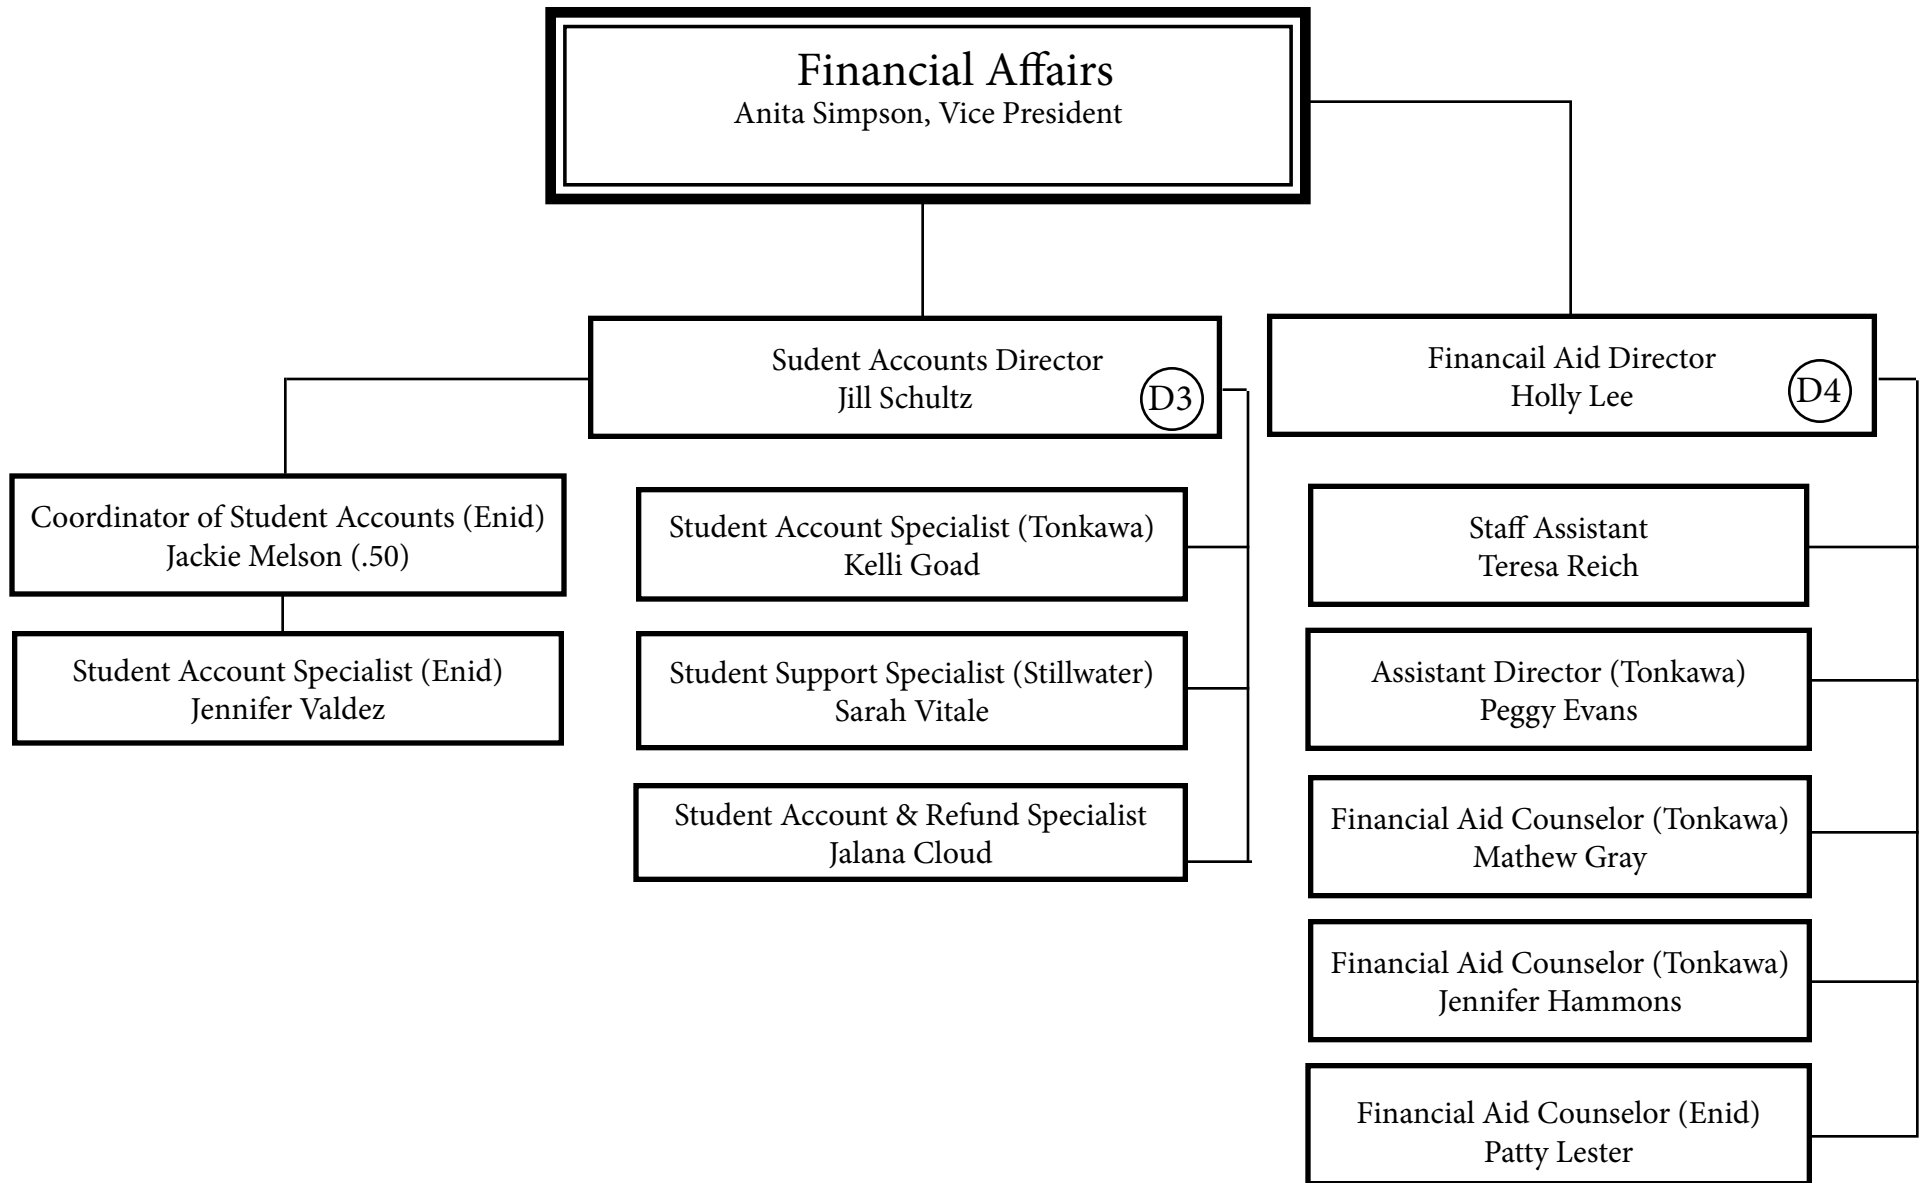 Financial Affairs
Anita Simpson, Vice President
Sudent Accounts Director
Jill Schultz
D3
Financail Aid Director
Holly Lee
D4
Coordinator of Student Accounts (Enid)
Jackie Melson (.50)
Student Account Specialist (Enid)
Jennifer Valdez
Student Account Specialist (Tonkawa)
Kelli Goad
Student Support Specialist (Stillwater)
Sarah Vitale
Student Account & Refund Specialist
Jalana Cloud
Staff Assistant
Teresa Reich
Assistant Director (Tonkawa)
Peggy Evans
Financial Aid Counselor (Tonkawa)
Mathew Gray
Financial Aid Counselor (Tonkawa)
Jennifer Hammons
Financial Aid Counselor (Enid)
Patty Lester